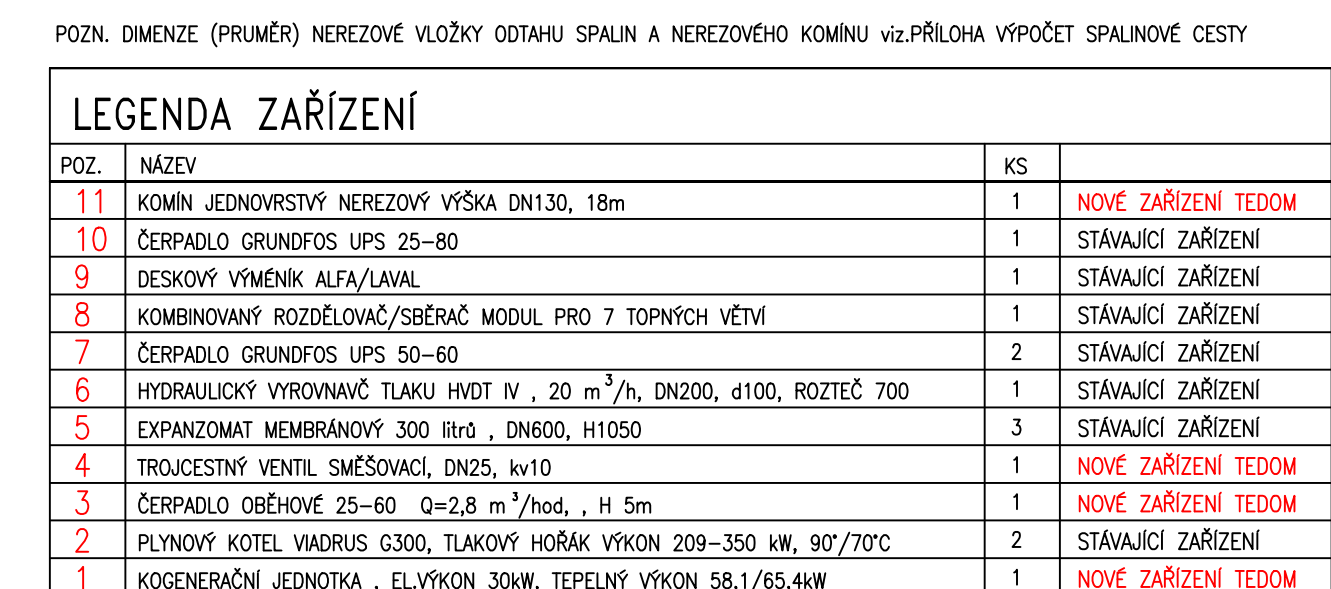 POZN. DIMENZE (PRUMĚR) NEREZOVÉ VLOŽKY ODTAHU SPALIN A NEREZOVÉHO KOMÍNU viz.PŘÍLOHA VÝPOČET SPALINOVÉ CESTY
LEGENDA ZAŘÍZENÍ
POZ. NÁZEV KS
11 KOMÍN JEDNOVRSTVÝ NEREZOVÝ VÝŠKA DN130, 18m 1 NOVÉ ZAŘÍZENÍ TEDOM
10 ČERPADLO GRUNDFOS UPS 25-80 1 STÁVAJÍCÍ ZAŘÍZENÍ
9 DESKOVÝ VÝMÉNÍK ALFA/LAVAL 1 STÁVAJÍCÍ ZAŘÍZENÍ
8 KOMBINOVANÝ ROZDĚLOVAČ/SBĚRAČ MODUL PRO 7 TOPNÝCH VĚTVÍ 1 STÁVAJÍCÍ ZAŘÍZENÍ
7 ČERPADLO GRUNDFOS UPS 50-60 2 STÁVAJÍCÍ ZAŘÍZENÍ
6 HYDRAULICKÝ VYROVNAVČ TLAKU HVDT IV , 20 m³/h, DN200, d100, ROZTEČ 700 1 STÁVAJÍCÍ ZAŘÍZENÍ
5 EXPANZOMAT MEMBRÁNOVÝ 300 litrů , DN600, H1050 3 STÁVAJÍCÍ ZAŘÍZENÍ
4 TROJCESTNÝ VENTIL SMĚŠOVACÍ, DN25, kv10 1 NOVÉ ZAŘÍZENÍ TEDOM
3 ČERPADLO OBĚHOVÉ 25-60 Q=2,8 m³/hod, , H 5m 1 NOVÉ ZAŘÍZENÍ TEDOM
2 PLYNOVÝ KOTEL VIADRUS G300, TLAKOVÝ HOŘÁK VÝKON 209-350 kW, 90°/70°C 2 STÁVAJÍCÍ ZAŘÍZENÍ
1 KOGENERAČNÍ JEDNOTKA , EL.VÝKON 30kW, TEPELNÝ VÝKON 58,1/65,4kW 1 NOVÉ ZAŘÍZENÍ TEDOM